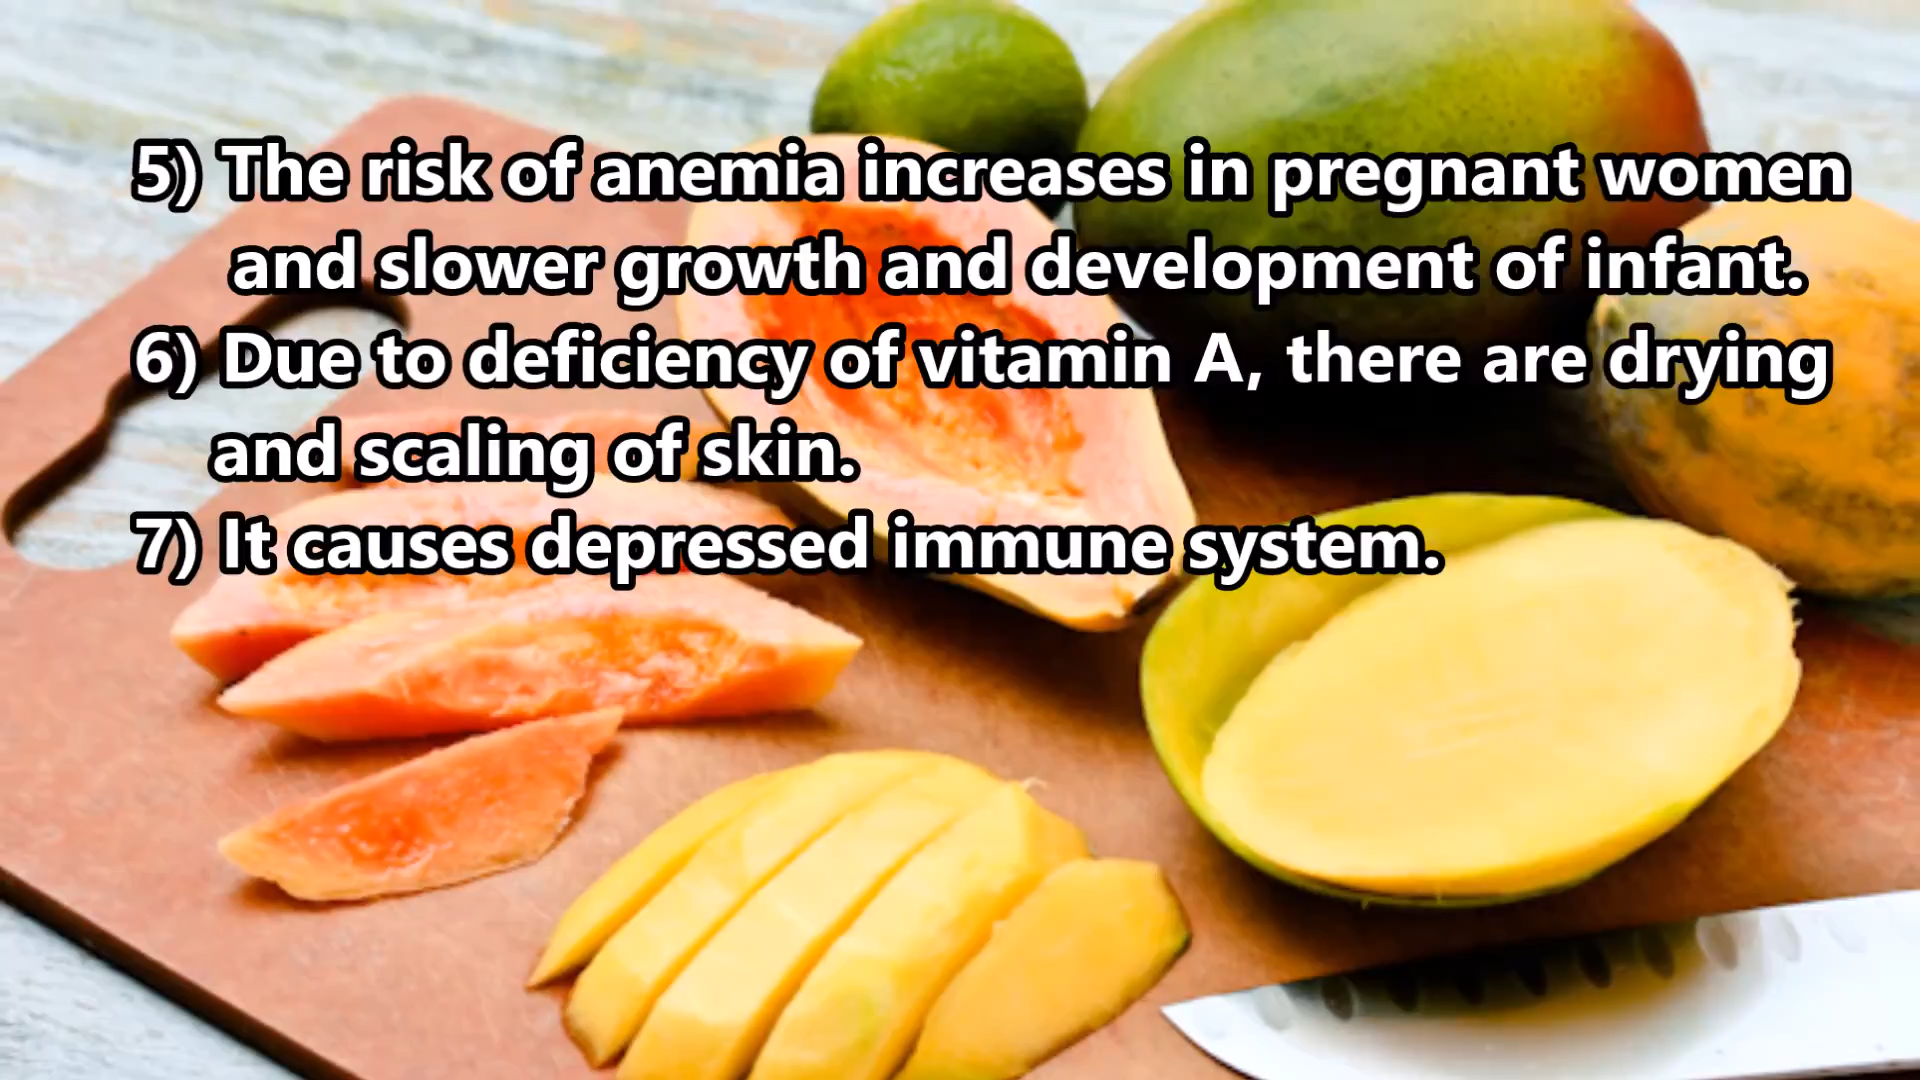 5) The risk of anemia increases in pregnant women
and slower growth and development of infant.
6) Due to deficiency of vitamin A, there are drying
and scaling of skin.
7) It causes depressed immune system.